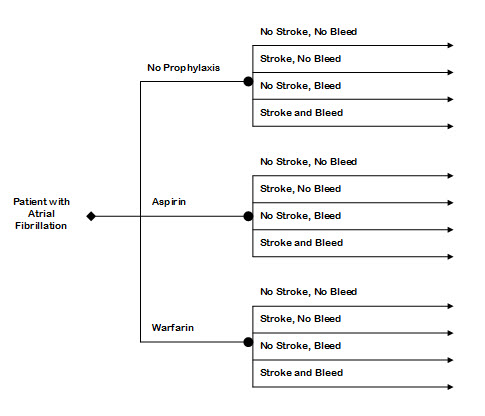 No Stroke, No Bleed
Stroke, No Bleed
No Prophylaxis
No Stroke, Bleed
Stroke and Bleed
No Stroke, No Bleed
Stroke, No Bleed
Patient with
Atrial
Fibrillation
Aspirin
No Stroke, Bleed
Stroke and Bleed
No Stroke, No Bleed
Stroke, No Bleed
Warfarin
No Stroke, Bleed
Stroke and Bleed